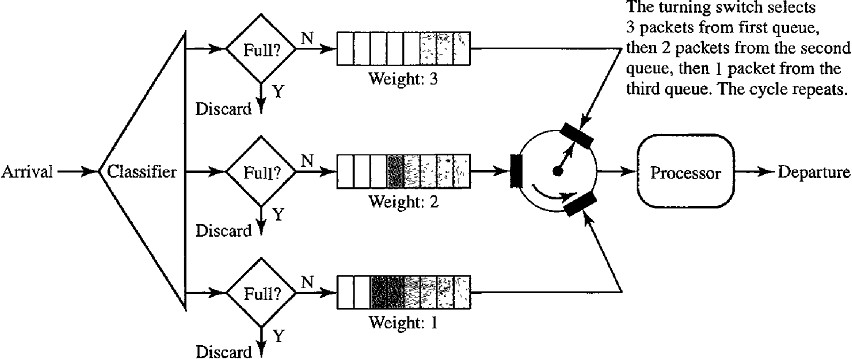 The turning switch selects
3 packets from first queue,
then 2 packets from the second
queue, then 1 packet from the
third queue. The cycle repeats.
Full?
N
Y
Discard
Weight: 3
Arrival
Classifier
Full?
N
Y
Discard
Weight: 2
Processor
Departure
Full?
N
Y
Discard
Weight: 1